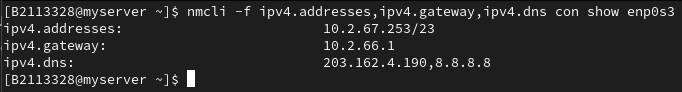 [B2113328@myserver ~]$ nmcli -f ipv4.addresses,ipv4.gateway,ipv4.dns con show enp0s3
ipv4.addresses: 10.2.67.253/23
ipv4.gateway: 10.2.66.1
ipv4.dns: 203.162.4.190,8.8.8.8
[B2113328@myserver ~]$